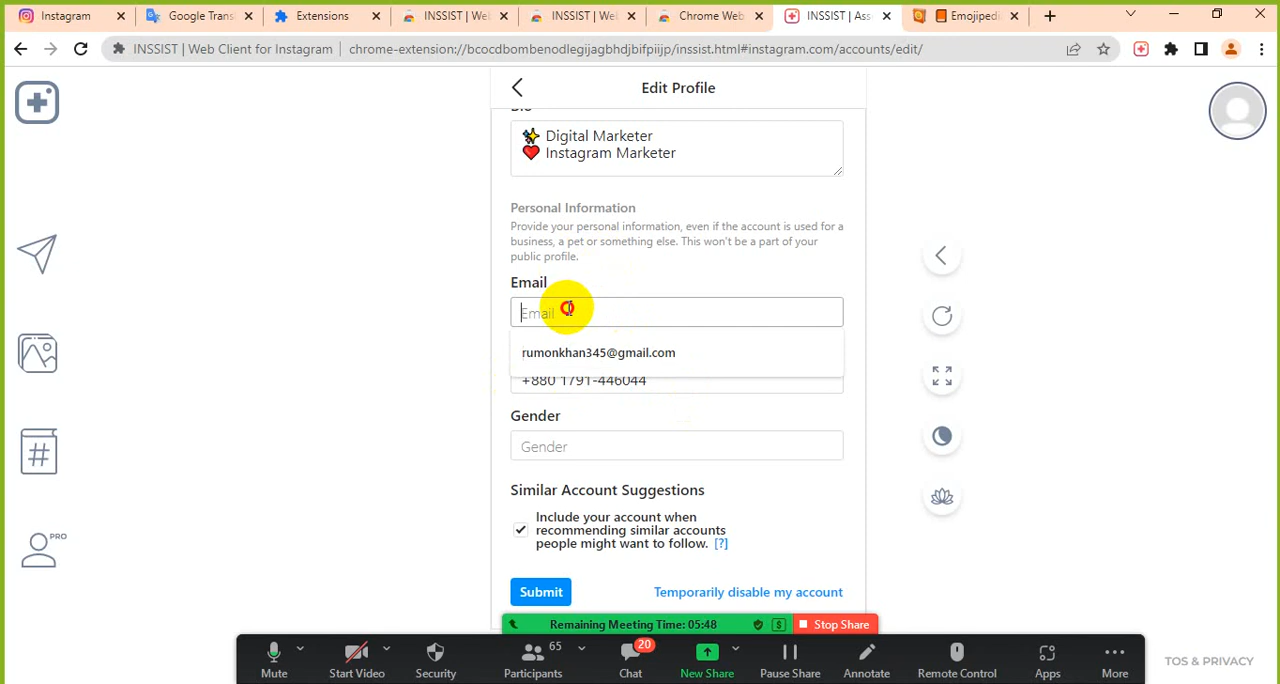 Instagram
Google Trans
Extensions
INSSIST | Web
INSSIST | Web
Chrome Web
INSSIST | Ass
Emojiped
INSSIST | Web Client for Instagram
chrome-extension://bcocdbombenodlegijagbhdjbifpiijp/inssist.html#instagram.com/accounts/edit/
Edit Profile
Bio
✨ Digital Marketer
❤️ Instagram Marketer
Personal Information
Provide your personal information, even if the account is used for a
business, a pet or something else. This won't be a part of your
public profile.
Email
Email
rumonkhan345@gmail.com
+880 1791-446044
Gender
Gender
Similar Account Suggestions
Include your account when
recommending similar accounts
people might want to follow. [?]
Submit
Temporarily disable my account
PRO
Remaining Meeting Time: 05:48
Stop Share
65
20
Mute
Start Video
Security
Participants
Chat
New Share
Pause Share
Annotate
Remote Control
Apps
More
TOS & PRIVACY